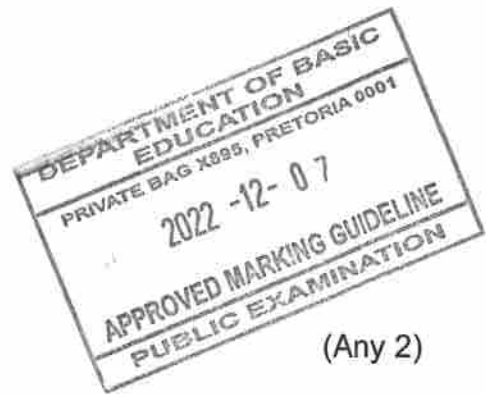 DEPARTMENT OF BASIC
EDUCATION
PRIVATE BAG X895, PRETORIA 0001
2022 -12- 07
APPROVED MARKING GUIDELINE
PUBLIC EXAMINATION
(Any 2)